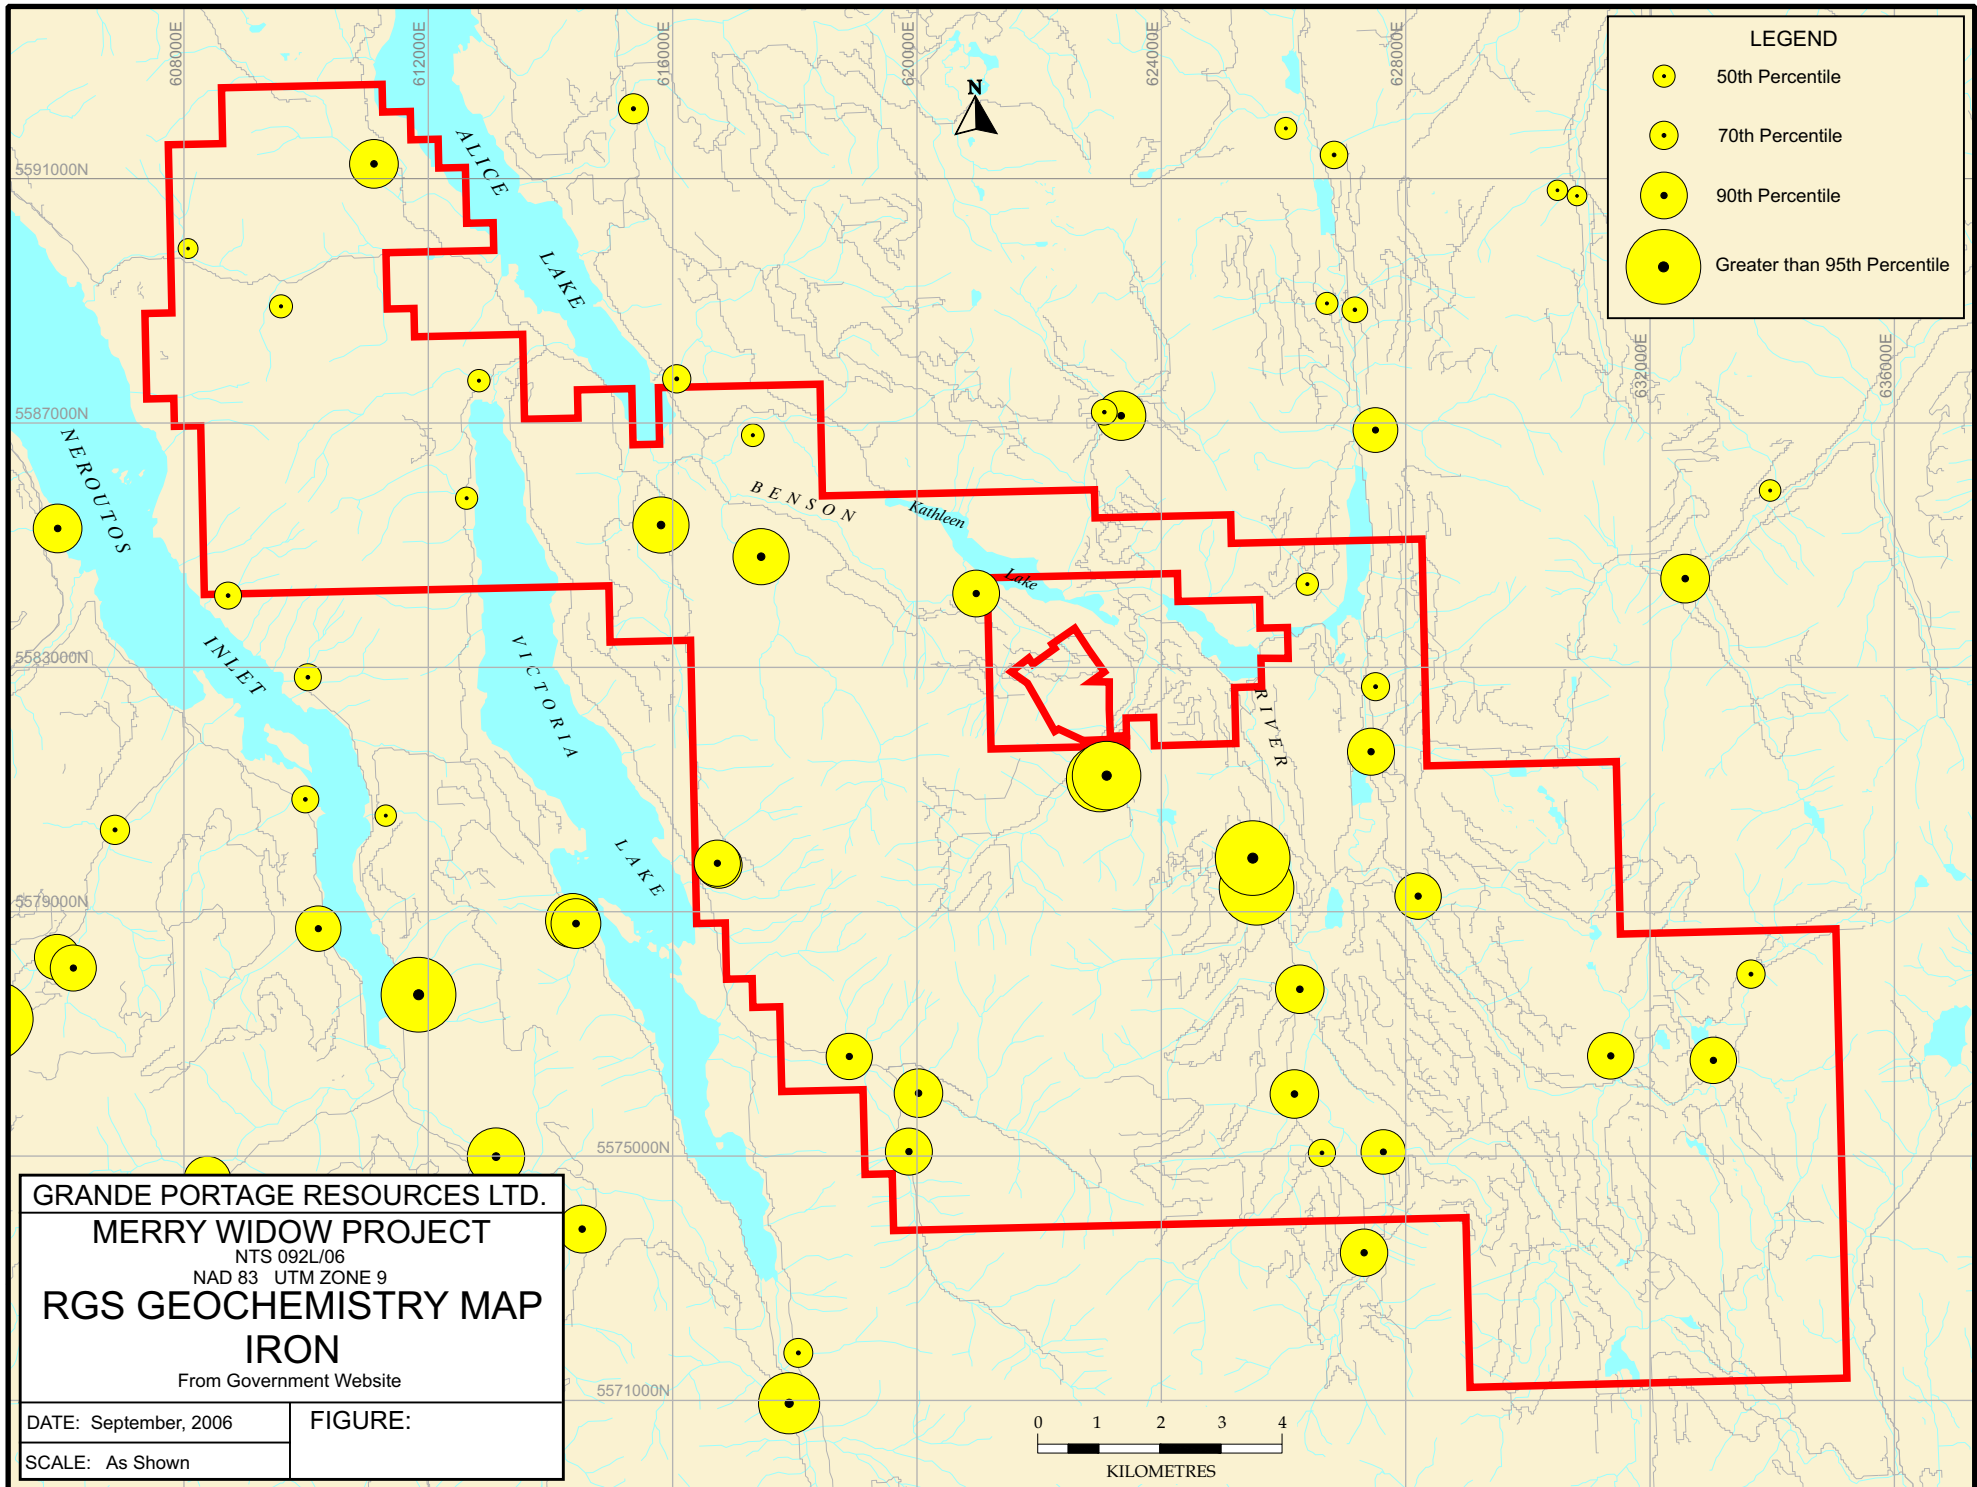 608000E
612000E
616000E
620000E
624000E
628000E
632000E
636000E
LEGEND
50th Percentile
70th Percentile
90th Percentile
Greater than 95th Percentile
N
5591000N
5587000N
5583000N
5579000N
5575000N
5571000N
ALICE
LAKE
NEROUTOS
INLET
VICTORIA
LAKE
BENSON
RIVER
Kathleen
Lake
GRANDE PORTAGE RESOURCES LTD.
MERRY WIDOW PROJECT
NTS 092L/06
NAD 83 UTM ZONE 9
RGS GEOCHEMISTRY MAP
IRON
From Government Website
DATE: September, 2006
FIGURE:
SCALE: As Shown
0 1 2 3 4
KILOMETRES